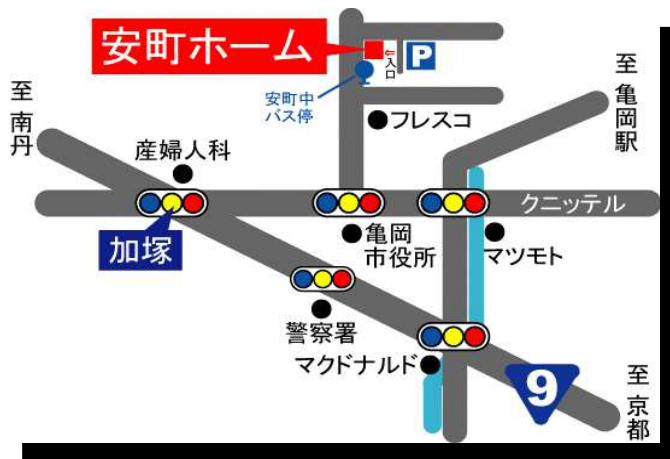 安町ホーム
⇐入口
P
安町中
バス停
フレスコ
至 亀岡駅
至 南丹
産婦人科
クニッテル
加塚
亀岡
市役所
マツモト
警察署
マクドナルド
9
至 京都